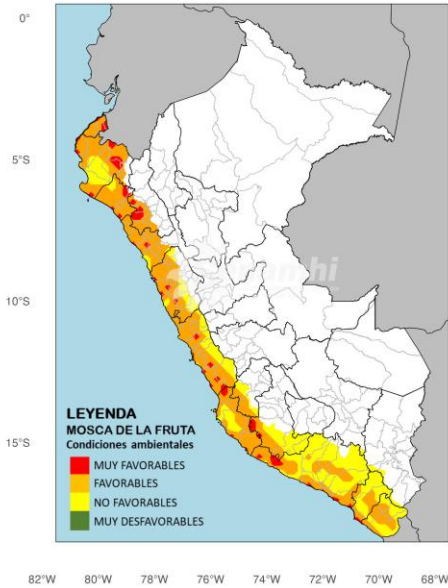 0°
5°S
10°S
15°S
senamhi
LEYENDA
MOSCA DE LA FRUTA
Condiciones ambientales
MUY FAVORABLES
FAVORABLES
NO FAVORABLES
MUY DESFAVORABLES
82°W 80°W 78°W 76°W 74°W 72°W 70°W 68°W